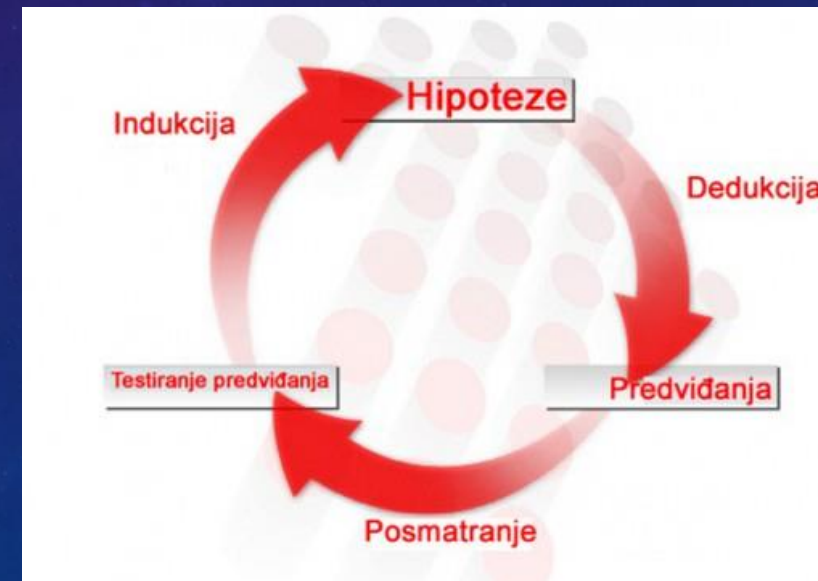 Hipoteze
Indukcija
Dedukcija
Testiranje predviđanja
Predviđanja
Posmatranje